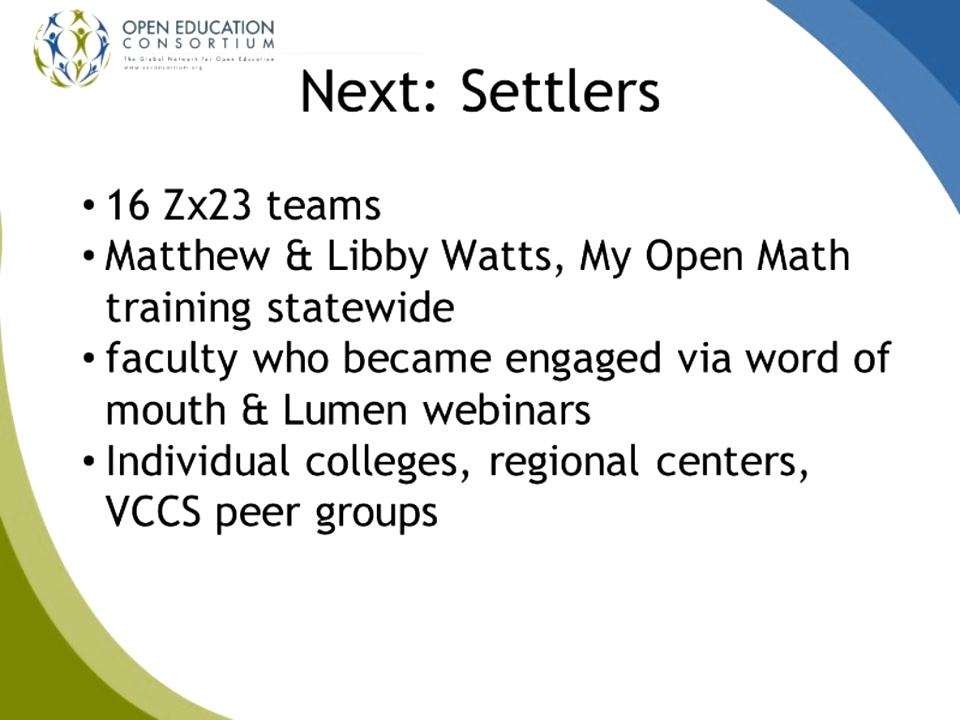 OPEN EDUCATION
CONSORTIUM
The Global Network for Open Education
www.oeconsortium.org
Next: Settlers
• 16 Zx23 teams
• Matthew & Libby Watts, My Open Math
training statewide
• faculty who became engaged via word of
mouth & Lumen webinars
• Individual colleges, regional centers,
VCCS peer groups